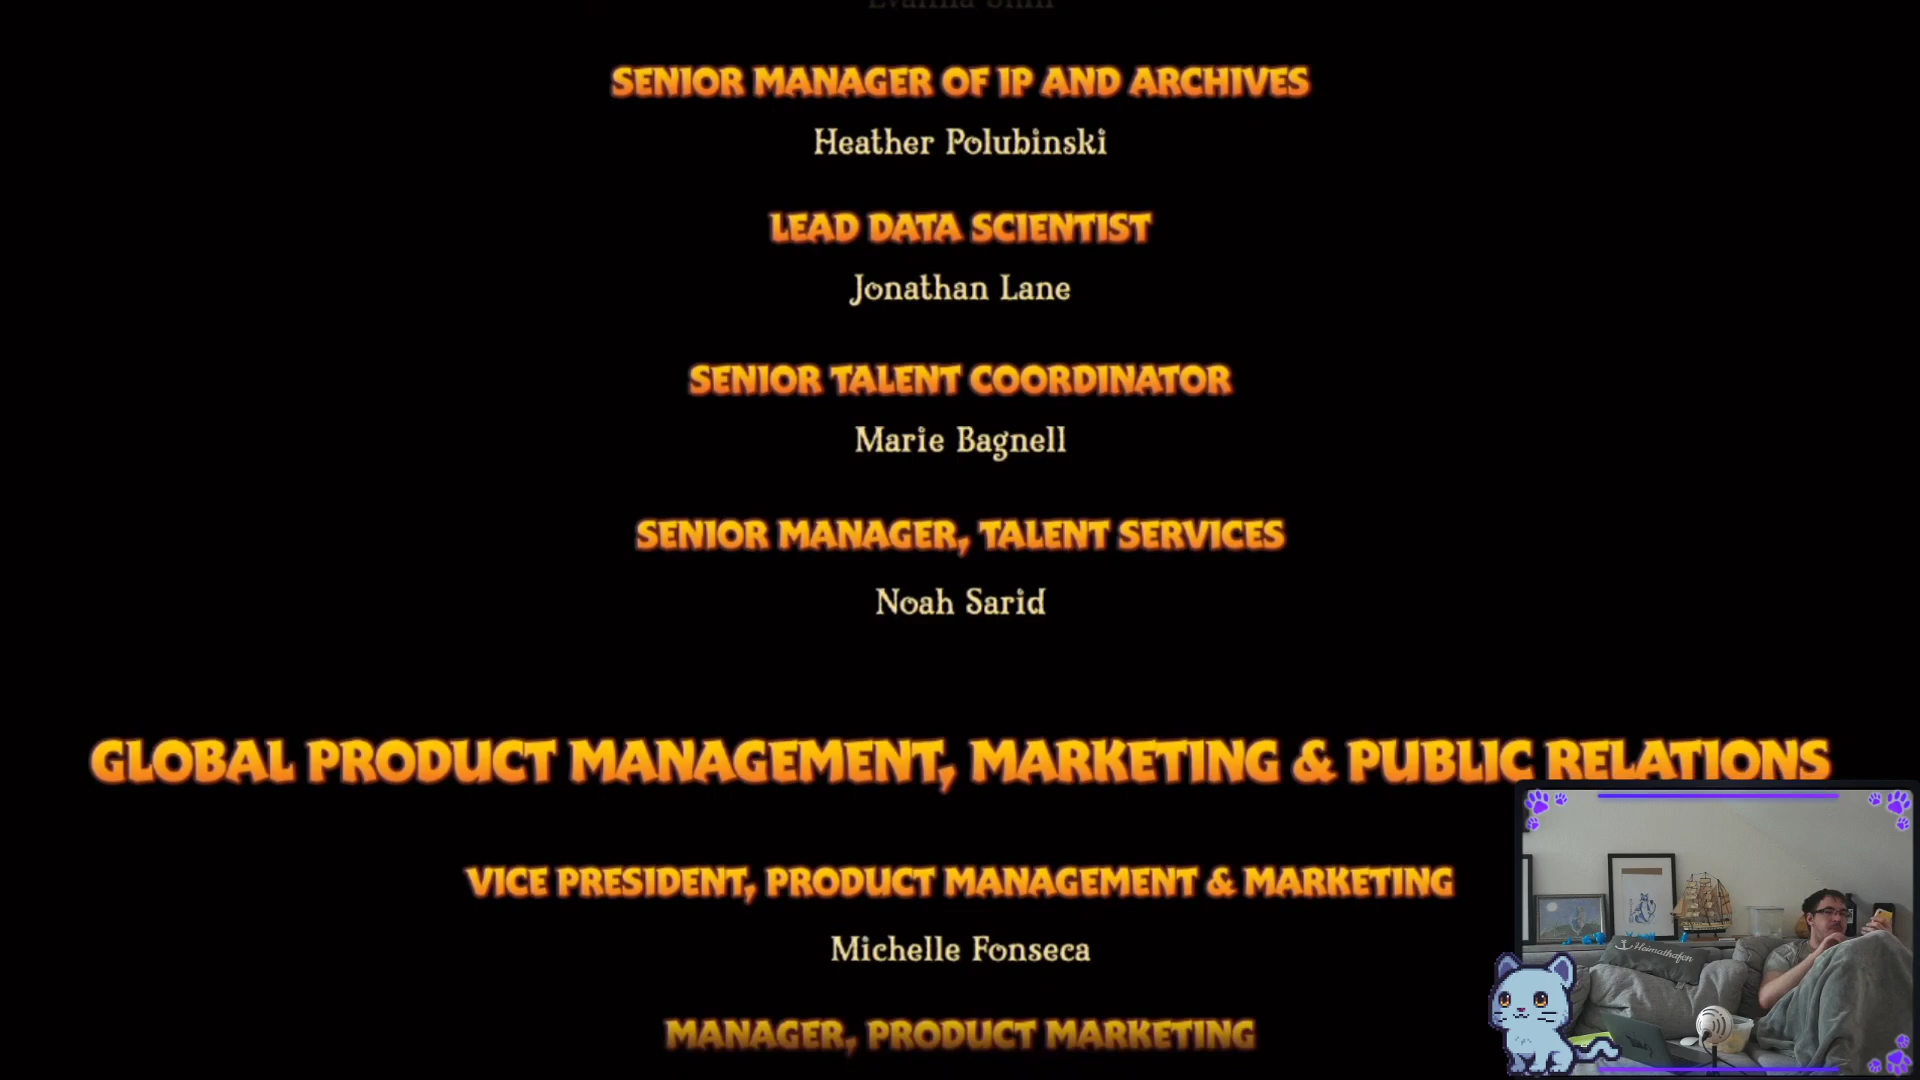 SENIOR MANAGER OF IP AND ARCHIVES
Heather Polubinski
LEAD DATA SCIENTIST
Jonathan Lane
SENIOR TALENT COORDINATOR
Marie Bagnell
SENIOR MANAGER, TALENT SERVICES
Noah Sarid
GLOBAL PRODUCT MANAGEMENT, MARKETING & PUBLIC RELATIONS
VICE PRESIDENT, PRODUCT MANAGEMENT & MARKETING
Michelle Fonseca
Heimathafen
MANAGER, PRODUCT MARKETING